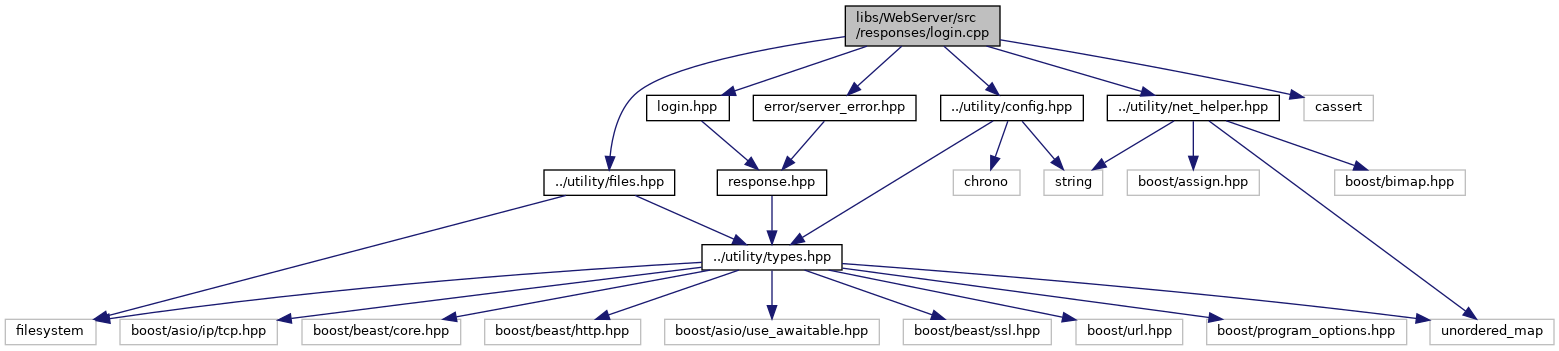 libs/WebServer/src
/responses/login.cpp
login.hpp
error/server_error.hpp
../utility/config.hpp
../utility/net_helper.hpp
cassert
../utility/files.hpp
response.hpp
chrono
string
boost/assign.hpp
boost/bimap.hpp
../utility/types.hpp
filesystem
boost/asio/ip/tcp.hpp
boost/beast/core.hpp
boost/beast/http.hpp
boost/asio/use_awaitable.hpp
boost/beast/ssl.hpp
boost/url.hpp
boost/program_options.hpp
unordered_map